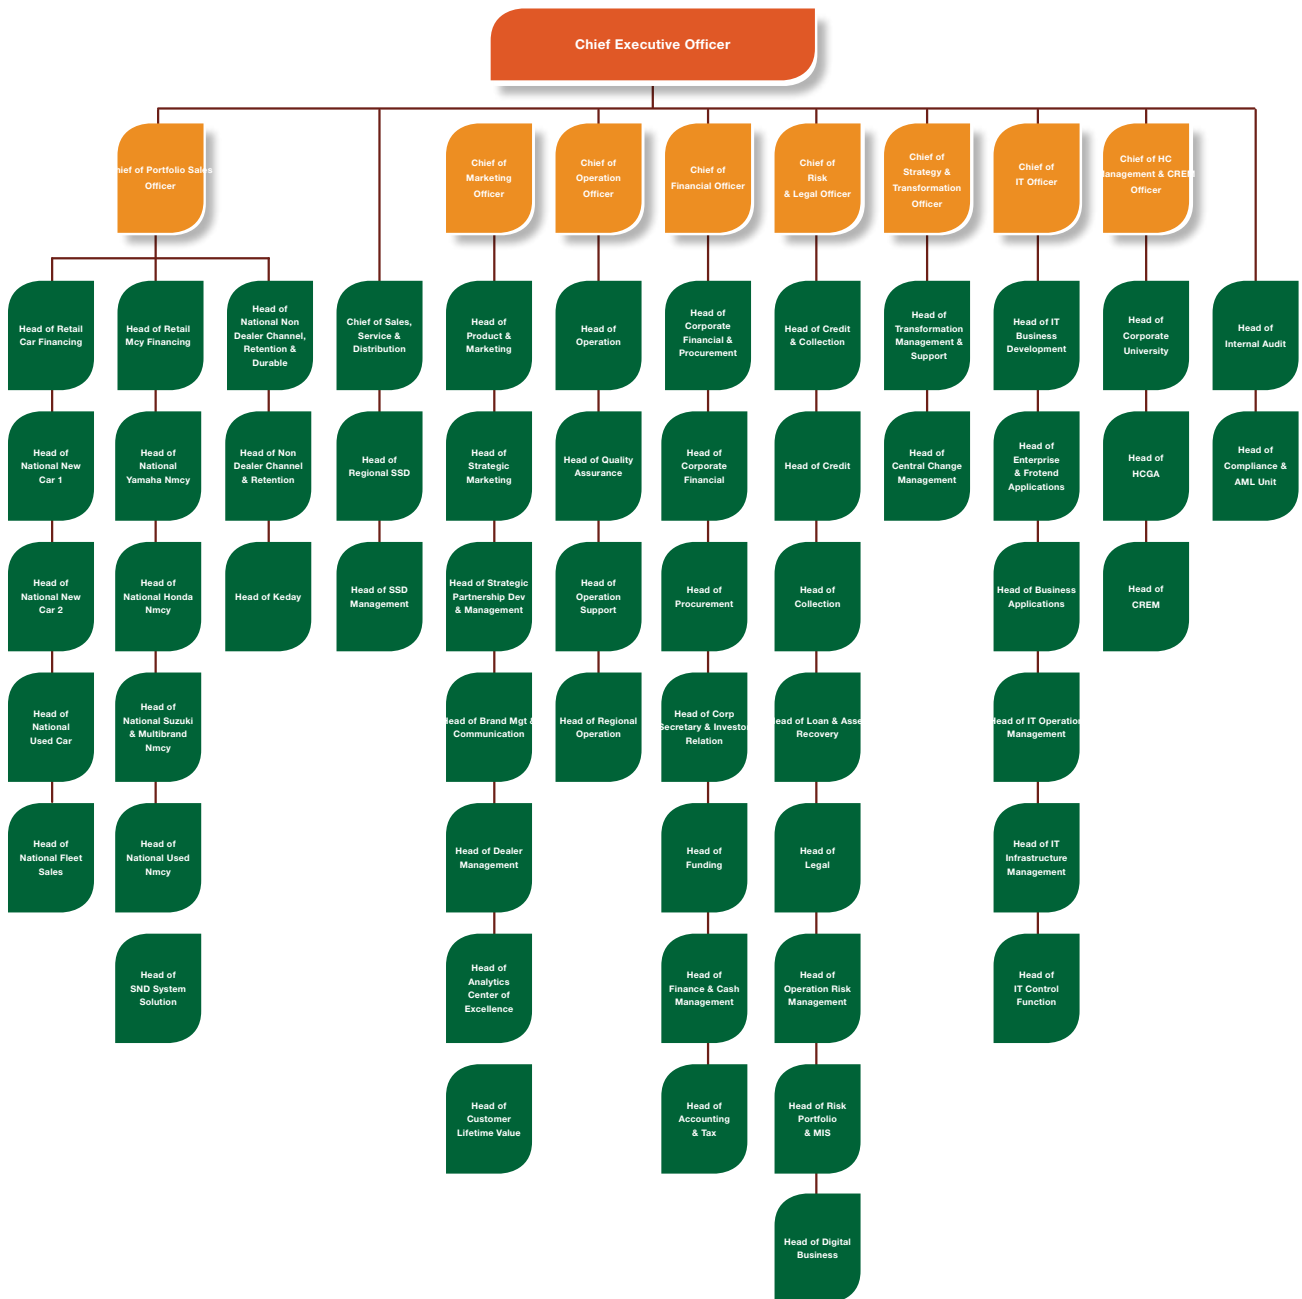 Chief Executive Officer
Chief of Portfolio Sales
Officer
Chief of
Marketing
Officer
Chief of
Operation
Officer
Chief of
Financial Officer
Chief of
Risk
& Legal Officer
Chief of
Strategy &
Transformation
Officer
Chief of
IT Officer
Chief of HC
Management & CREM
Officer
Head of Retail
Car Financing
Head of Retail
Mcy Financing
Head of
National Non
Dealer Channel,
Retention &
Durable
Chief of Sales,
Service &
Distribution
Head of
Product &
Marketing
Head of
Operation
Head of
Corporate
Financial &
Procurement
Head of Credit
& Collection
Head of
Transformation
Management &
Support
Head of IT
Business
Development
Head of
Corporate
University
Head of
Internal Audit
Head of
National New
Car 1
Head of
National
Yamaha Nmcy
Head of Non
Dealer Channel
& Retention
Head of
Regional SSD
Head of
Strategic
Marketing
Head of Quality
Assurance
Head of
Corporate
Financial
Head of Credit
Head of
Central Change
Management
Head of
Enterprise
& Frotend
Applications
Head of
HCGA
Head of
Compliance &
AML Unit
Head of
National New
Car 2
Head of
National Honda
Nmcy
Head of Keday
Head of SSD
Management
Head of Strategic
Partnership Dev
& Management
Head of
Operation
Support
Head of
Procurement
Head of
Collection
Head of Business
Applications
Head of
CREM
Head of
National
Used Car
Head of
National Suzuki
& Multibrand
Nmcy
Head of Brand Mgt &
Communication
Head of Regional
Operation
Head of Corp
Secretary & Investor
Relation
Head of Loan & Asset
Recovery
Head of IT Operation
Management
Head of
National Fleet
Sales
Head of
National Used
Nmcy
Head of Dealer
Management
Head of
Funding
Head of
Legal
Head of IT
Infrastructure
Management
Head of
SND System
Solution
Head of
Analytics
Center of
Excellence
Head of
Finance & Cash
Management
Head of
Operation Risk
Management
Head of
IT Control
Function
Head of
Customer
Lifetime Value
Head of
Accounting
& Tax
Head of Risk
Portfolio
& MIS
Head of Digital
Business